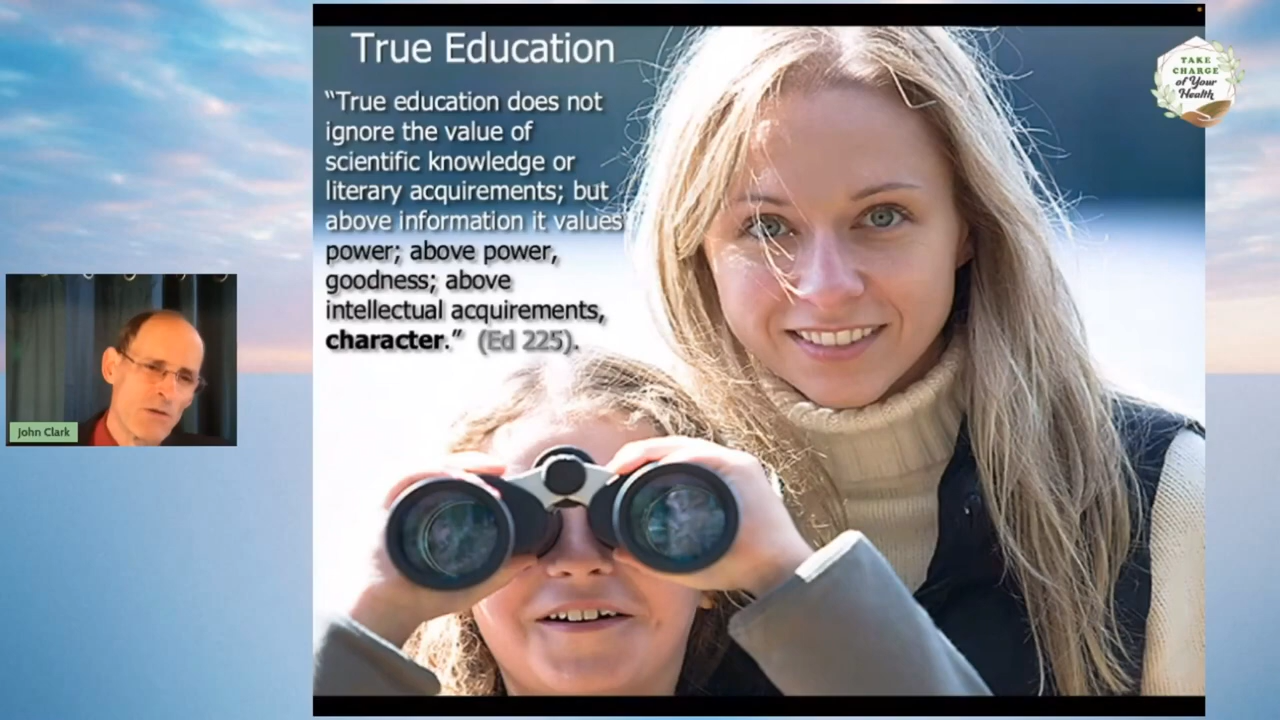 True Education
“True education does not
ignore the value of
scientific knowledge or
literary acquirements; but
above information it values
power; above power,
goodness; above
intellectual acquirements,
character.” (Ed 225).
TAKE
CHARGE
of Your
Health
John Clark